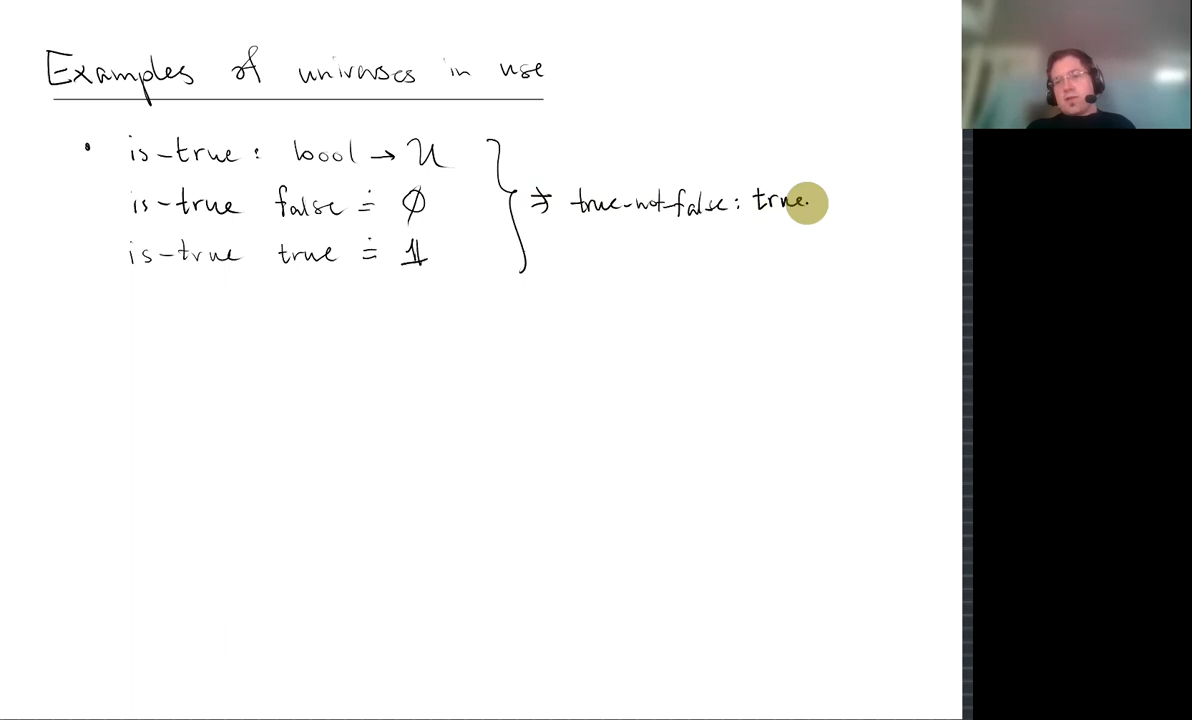 Examples of universes in use
• is-true : bool → U
is-true false ≐ ∅
is-true true ≐ 𝟙
⇒ true-not-false : true